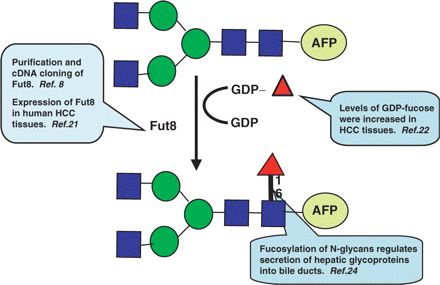 AFP
Purification and
cDNA cloning of
Fut8. Ref. 8
Expression of Fut8
in human HCC
tissues. Ref.21
Fut8
GDP–
GDP
Levels of GDP-fucose
were increased in
HCC tissues. Ref.22
1
6
AFP
Fucosylation of N-glycans regulates
secretion of hepatic glycoproteins
into bile ducts. Ref.24